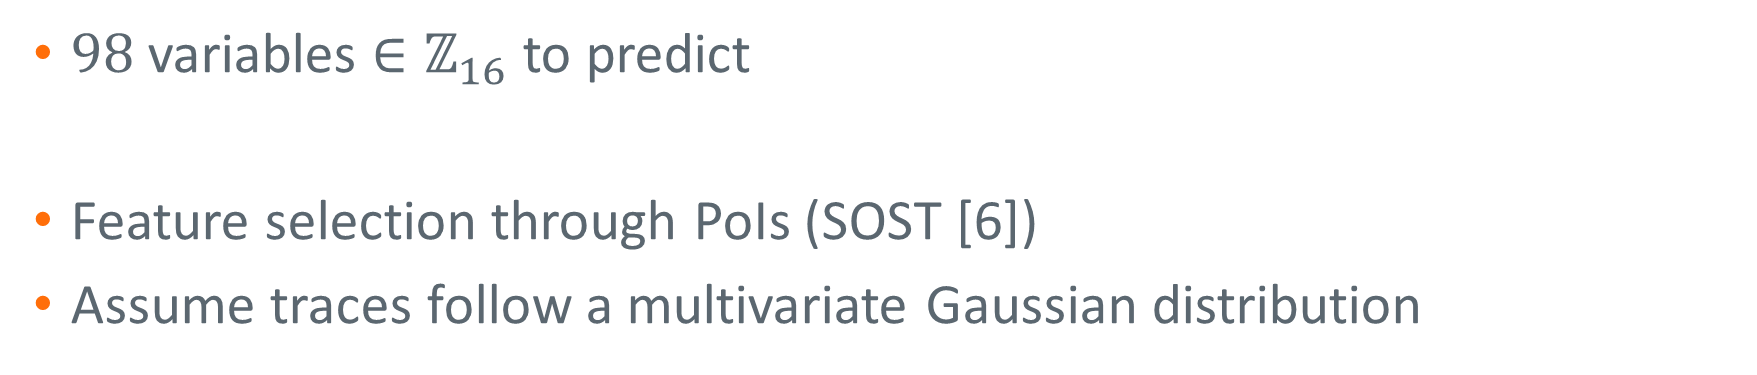 • 98 variables ∈ ℤ₁₆ to predict
• Feature selection through PoIs (SOST [6])
• Assume traces follow a multivariate Gaussian distribution